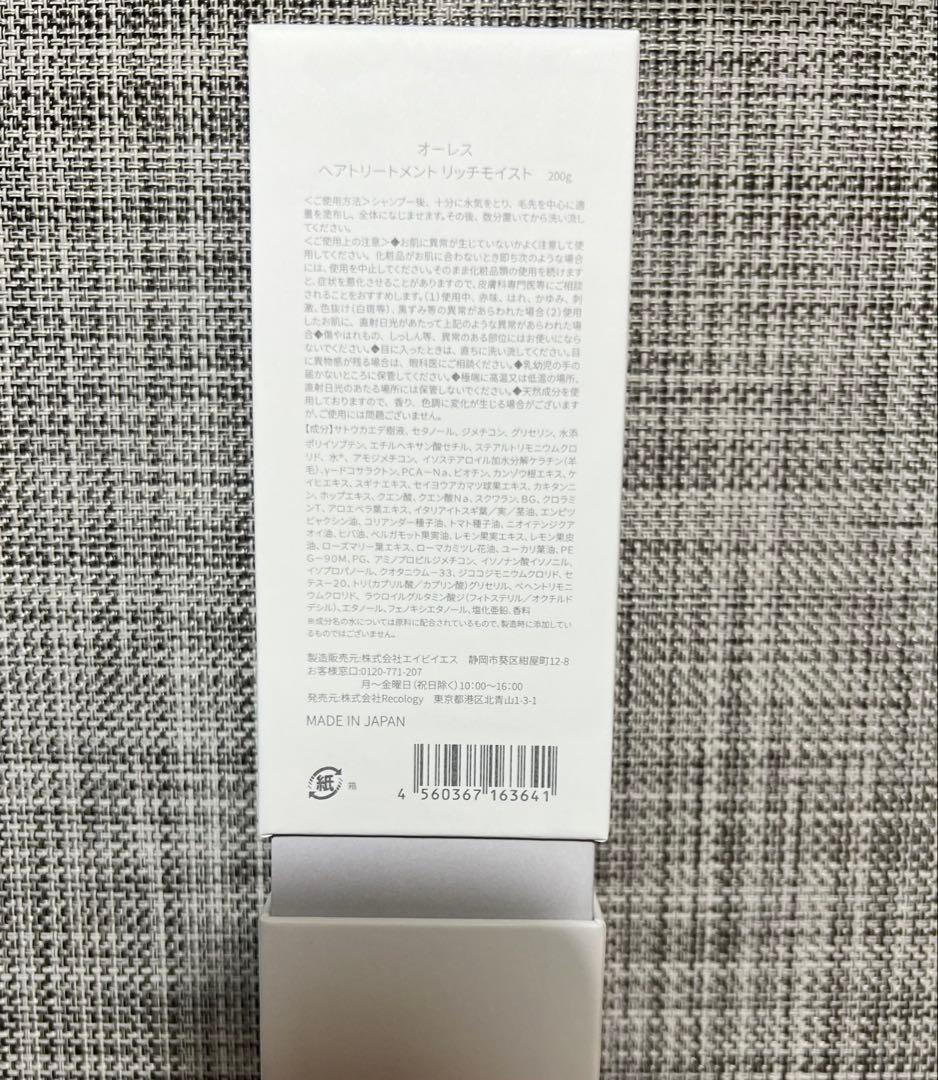 オーレス
ヘアトリートメント リッチモイスト 200g
＜ご使用方法＞シャンプー後、十分に水気をとり、毛先を中心に適
量を塗布し、全体になじませます。その後、数分置いてから洗い流し
てください。
＜ご使用上の注意＞◆お肌に異常が生じていないかよく注意して使
用してください。化粧品がお肌に合わないとき即ち次のような場合
には、使用を中止してください。そのまま化粧品類の使用を続けます
と、症状を悪化させることがありますので、皮膚科専門医等にご相談
されることをおすすめします。（1）使用中、赤味、はれ、かゆみ、刺
激、色抜け（白斑等）、黒ずみ等の異常があらわれた場合（2）使用
したお肌に、直射日光があたって上記のような異常があらわれた場
合◆傷やはれもの、しっしん等、異常のある部位にはお使いになら
ないでください。◆目に入ったときは、直ちに洗い流してください。目
に異物感が残る場合は、眼科医にご相談ください。◆乳幼児の手の
届かないところに保管してください。◆極端に高温又は低温の場所、
直射日光のあたる場所には保管しないでください。◆天然成分を使
用しておりますので、香り、色調に変化が生じる場合がございます
が、ご使用には問題ございません。
【成分】サトウカエデ樹液、セタノール、ジメチコン、グリセリン、水添
ポリイソブテン、エチルヘキサン酸セチル、ステアルトリモニウムクロ
リド、水*、アモジメチコン、イソステアロイル加水分解ケラチン（羊
毛）、γ－ドコサラクトン、PCA－Na、ビオチン、カンゾウ根エキス、ケ
イヒエキス、スギナエキス、セイヨウアカマツ球果エキス、カキタンニ
ン、ホップエキス、クエン酸、クエン酸Na、スクワラン、BG、クロラミ
ンT、アロエベラ葉エキス、イタリアイトスギ葉／実／茎油、エンピツ
ビャクシン油、コリアンダー種子油、トマト種子油、ニオイテンジクア
オイ油、ヒバ油、ベルガモット果実油、レモン果実エキス、レモン果皮
油、ローズマリー葉エキス、ローマカミツレ花油、ユーカリ葉油、PE
G－90M、PG、アミノプロピルジメチコン、イソノナン酸イソノニル、
イソプロパノール、クオタニウム－33、ジココジモニウムクロリド、セ
テス－20、トリ（カプリル酸／カプリン酸）グリセリル、ベヘントリモニ
ウムクロリド、ラウロイルグルタミン酸ジ（フィトステリル／オクチルド
デシル）、エタノール、フェノキシエタノール、塩化亜鉛、香料
※成分名の水については原料に配合されているもので、製造時に添加してい
るものではございません。
製造販売元:株式会社エイビイエス 静岡市葵区紺屋町12-8
お客様窓口:0120-771-207
月～金曜日（祝日除く）10:00～16:00
発売元:株式会社Recology 東京都港区北青山1-3-1
MADE IN JAPAN
紙 箱
4 560367 163641